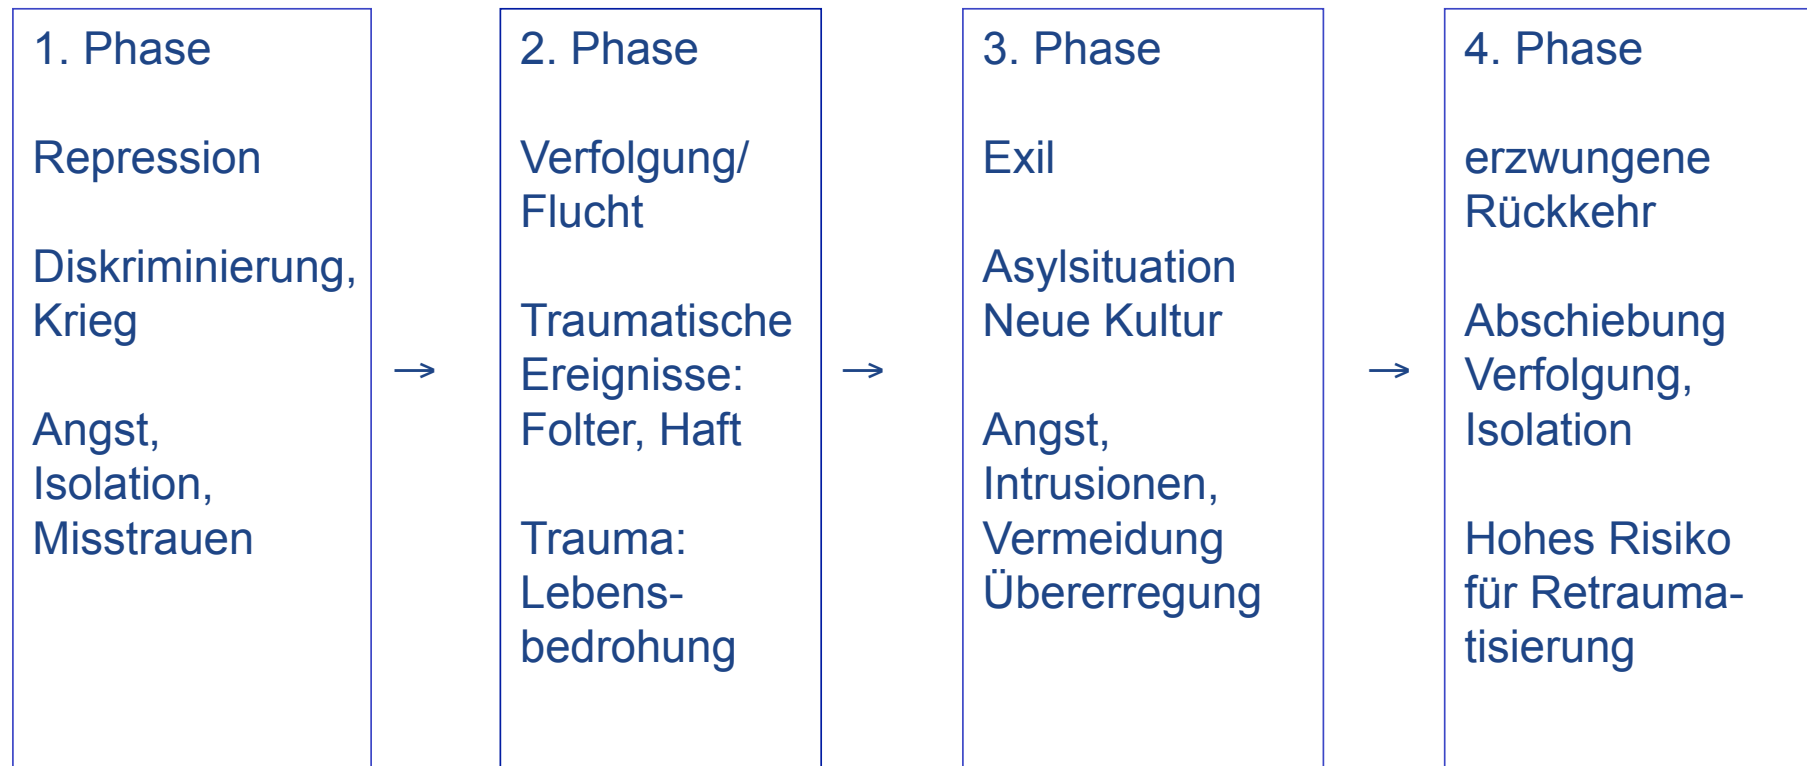 1. Phase
Repression
Diskriminierung,
Krieg
Angst,
Isolation,
Misstrauen
→
2. Phase
Verfolgung/
Flucht
Traumatische
Ereignisse:
Folter, Haft
Trauma:
Lebens-
bedrohung
→
3. Phase
Exil
Asylsituation
Neue Kultur
Angst,
Intrusionen,
Vermeidung
Übererregung
→
4. Phase
erzwungene
Rückkehr
Abschiebung
Verfolgung,
Isolation
Hohes Risiko
für Retrauma-
tisierung